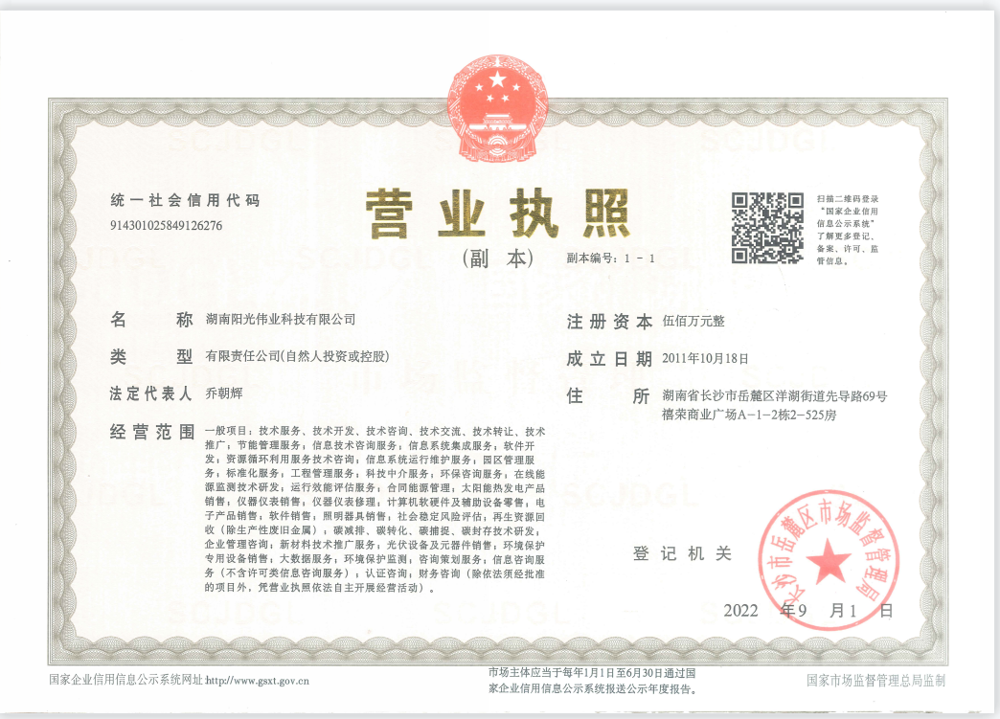 统一社会信用代码
914301025849126276
营业执照
(副 本)
副本编号：1 - 1
扫描二维码登录
“国家企业信用
信息公示系统”
了解更多登记、
备案、许可、监
管信息。
名 称 湖南阳光伟业科技有限公司
类 型 有限责任公司(自然人投资或控股)
法定代表人 乔朝辉
经营范围 一般项目：技术服务、技术开发、技术咨询、技术交流、技术转让、技术
推广；节能管理服务；信息技术咨询服务；信息系统集成服务；软件开
发；资源循环利用服务技术咨询；信息系统运行维护服务；园区管理服
务；标准化服务；工程管理服务；科技中介服务；环保咨询服务；在线能
源监测技术研发；运行效能评估服务；合同能源管理；太阳能热发电产品
销售；仪器仪表销售；仪器仪表修理；计算机软硬件及辅助设备零售；电
子产品销售；软件销售；照明器具销售；社会稳定风险评估；再生资源回
收（除生产性废旧金属）；碳减排、碳转化、碳捕捉、碳封存技术研发；
企业管理咨询；新材料技术推广服务；光伏设备及元器件销售；环境保护
专用设备销售；大数据服务；环境保护监测；咨询策划服务；信息咨询服
务（不含许可类信息咨询服务）；认证咨询；财务咨询（除依法须经批准
的项目外，凭营业执照依法自主开展经营活动）。
注册资本 伍佰万元整
成立日期 2011年10月18日
住 所 湖南省长沙市岳麓区洋湖街道先导路69号
禧荣商业广场A-1-2栋2-525房
登记机关
长沙市岳麓区市场监督管理局
2022 年9 月1 日
国家企业信用信息公示系统网址http://www.gsxt.gov.cn
市场主体应当于每年1月1日至6月30日通过国
家企业信用信息公示系统报送公示年度报告。
国家市场监督管理总局监制